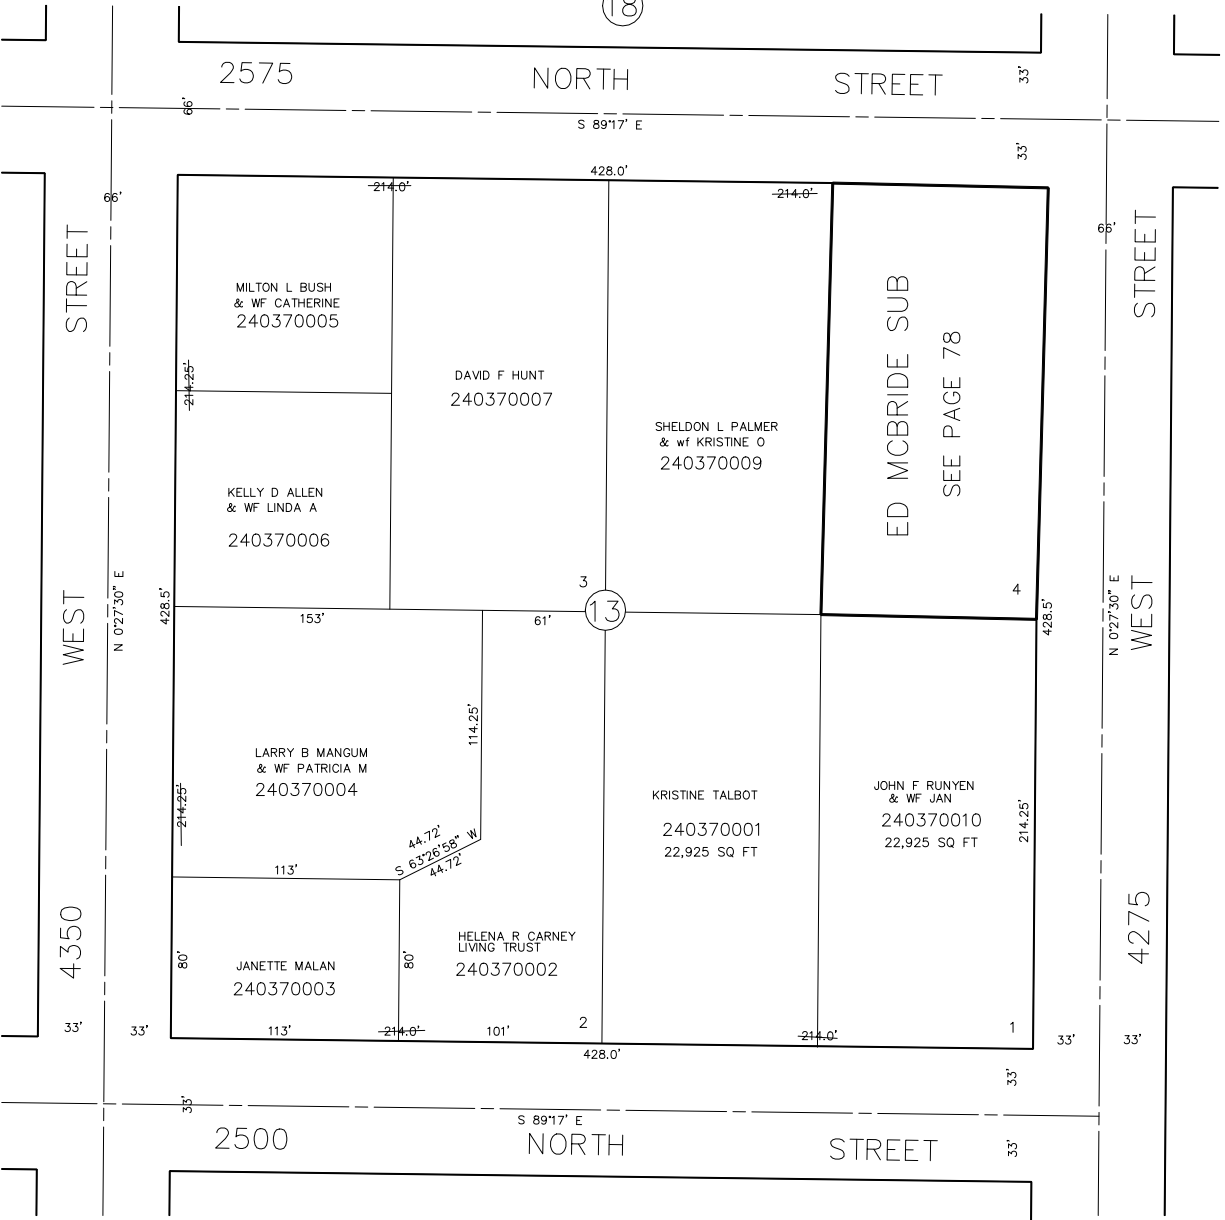 18
2575 NORTH STREET
33'
66'
S 89°17' E
33'
428.0'
66'
214.0'
214.0'
66'
STREET
STREET
MILTON L BUSH
& WF CATHERINE
240370005
214.25'
DAVID F HUNT
240370007
SHELDON L PALMER
& wf KRISTINE O
240370009
ED MCBRIDE SUB
SEE PAGE 78
KELLY D ALLEN
& WF LINDA A
240370006
WEST
N 0°27'30" E
428.5'
3
13
4
428.5'
N 0°27'30" E
WEST
153'
61'
114.25'
LARRY B MANGUM
& WF PATRICIA M
240370004
214.25'
44.72'
S 63°26'58" W
44.72'
KRISTINE TALBOT
240370001
22,925 SQ FT
JOHN F RUNYEN
& WF JAN
240370010
22,925 SQ FT
214.25'
113'
4350
4275
80'
80'
JANETTE MALAN
240370003
HELENA R CARNEY
LIVING TRUST
240370002
33'
33'
113'
214.0'
101'
2
214.0'
1
33'
33'
428.0'
33'
33'
S 89°17' E
2500 NORTH STREET
33'